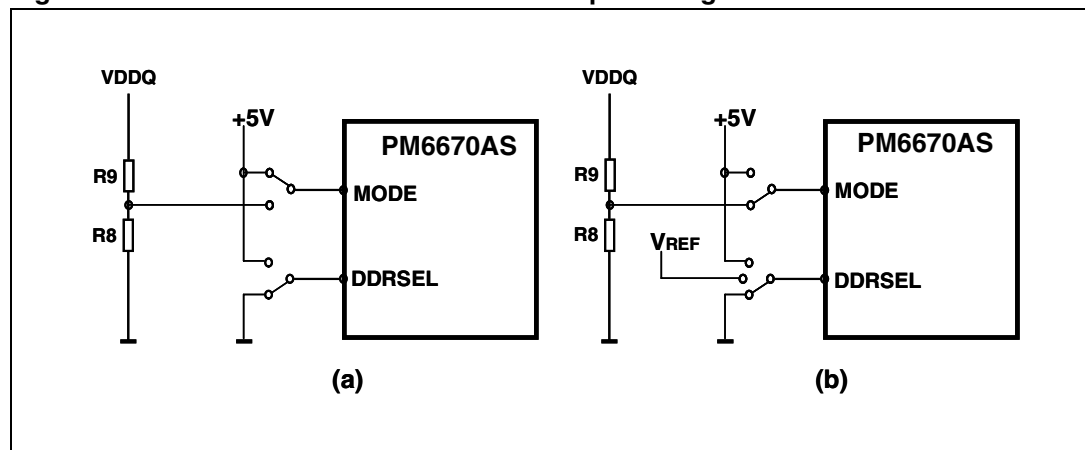 VDDQ
+5V
PM6670AS
R9
MODE
R8
DDRSEL
(a)
VDDQ
+5V
PM6670AS
R9
MODE
R8
VREF
DDRSEL
(b)